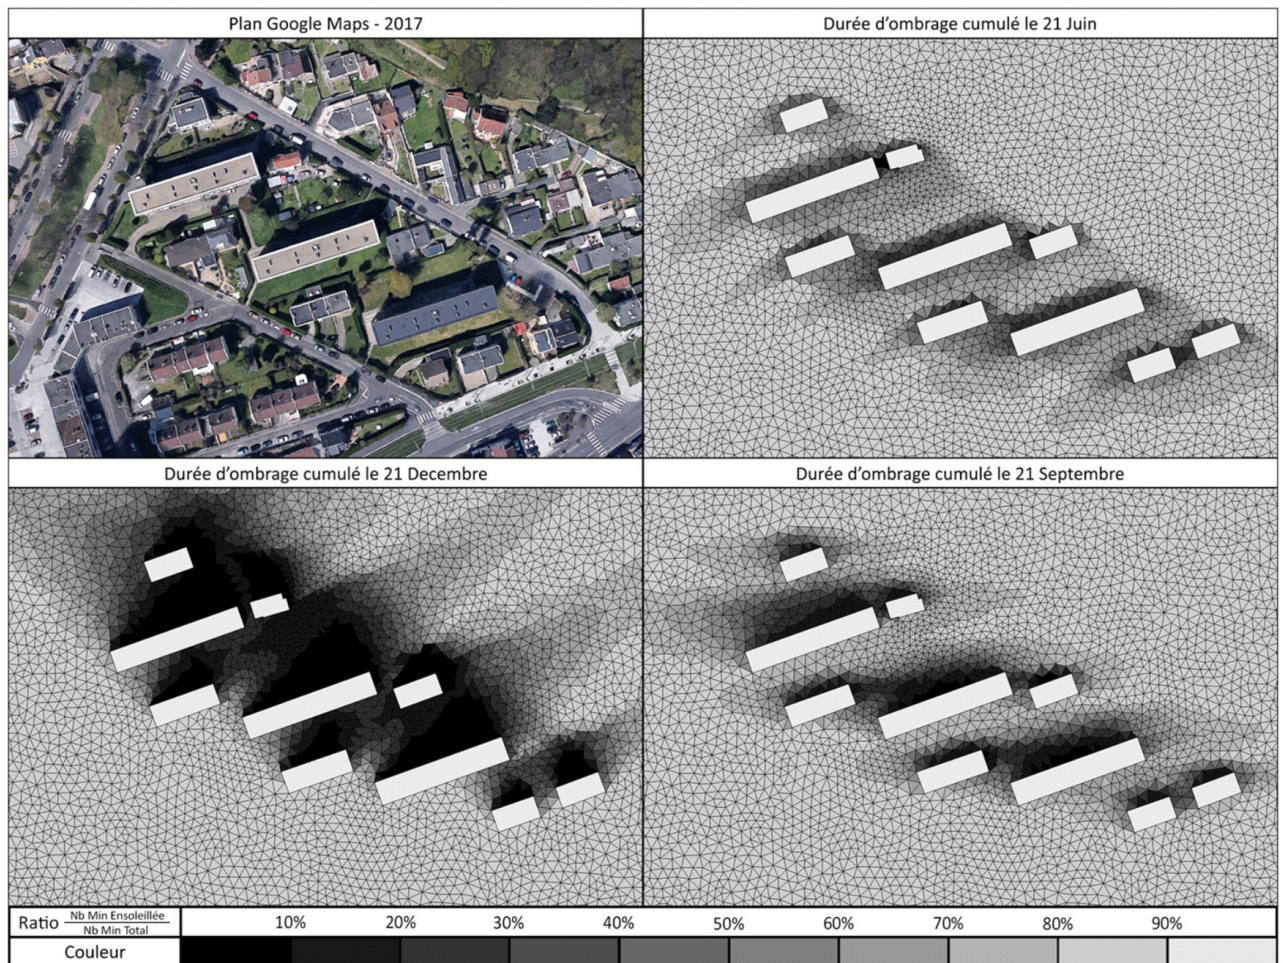 Plan Google Maps - 2017
Durée d’ombrage cumulé le 21 Juin
Durée d’ombrage cumulé le 21 Decembre
Durée d’ombrage cumulé le 21 Septembre
Ratio Nb Min Ensoleillée
Nb Min Total
10% 20% 30% 40% 50% 60% 70% 80% 90%
Couleur